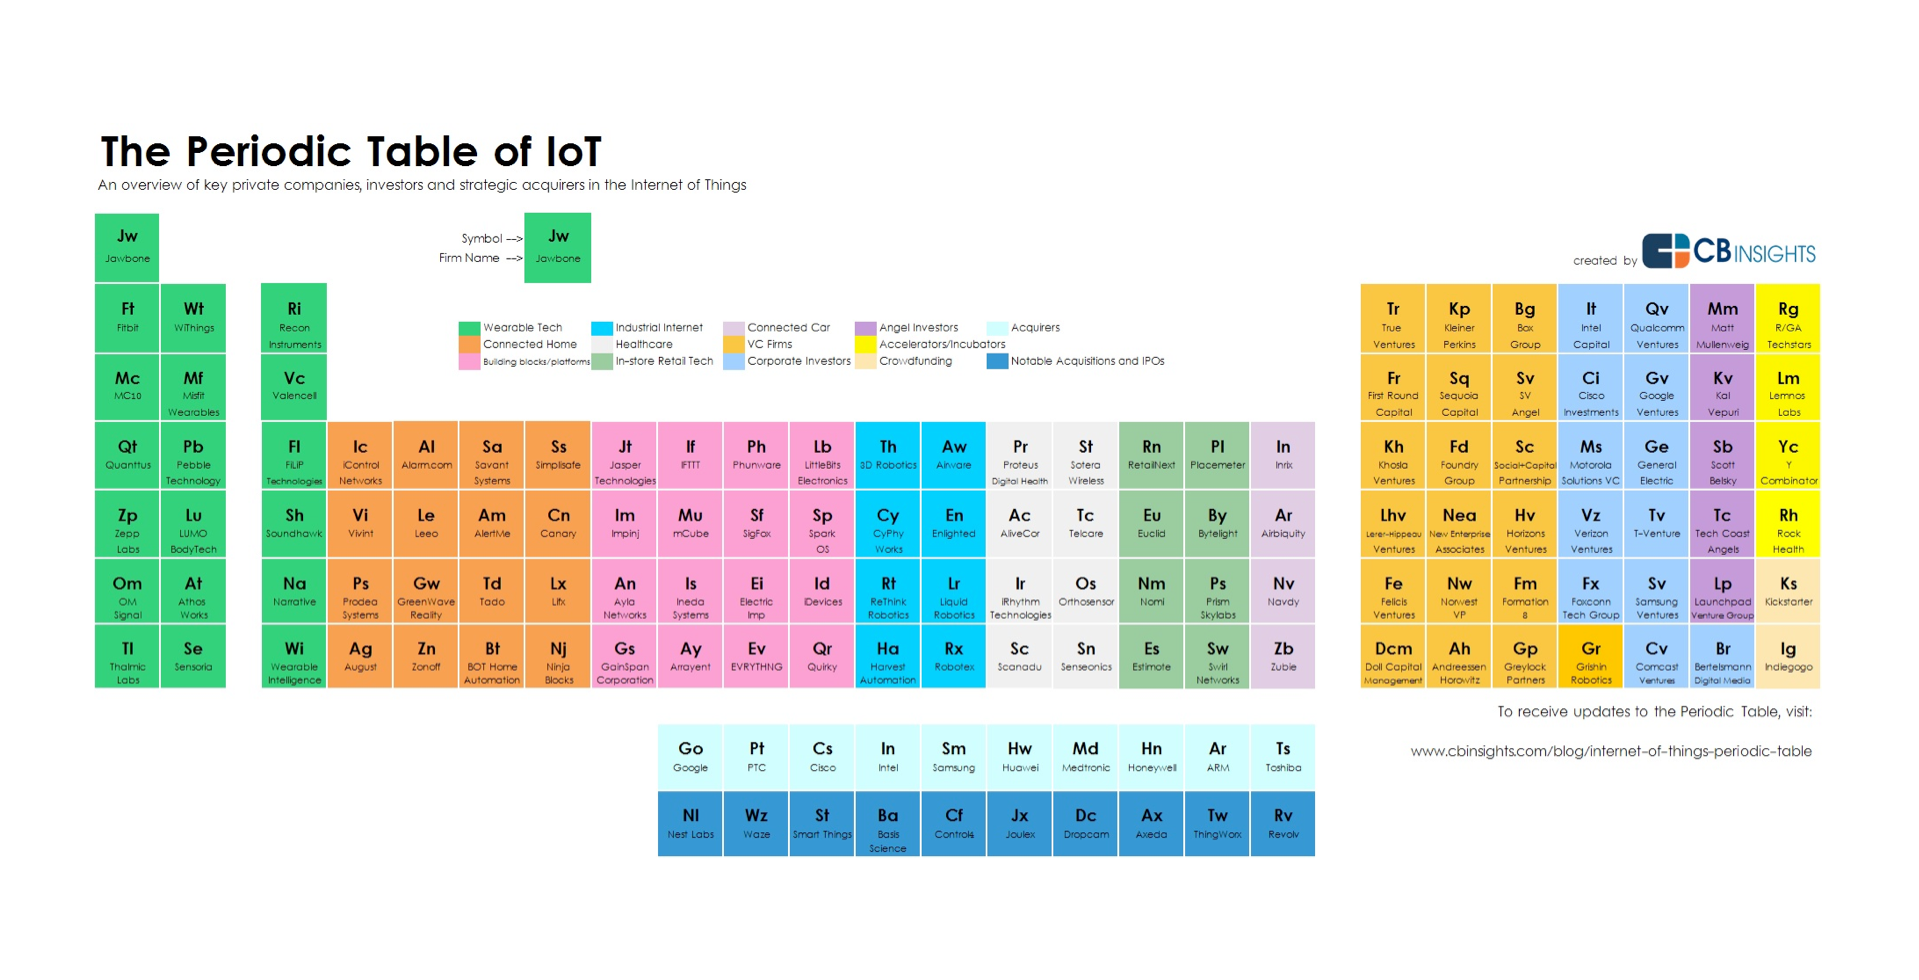 The Periodic Table of IoT
An overview of key private companies, investors and strategic acquirers in the Internet of Things
Jw
Jawbone
Symbol -->
Firm Name -->
Jw
Jawbone
created by CBINSIGHTS
Wearable Tech
Industrial Internet
Connected Car
Angel Investors
Acquirers
Connected Home
Healthcare
VC Firms
Accelerators/Incubators
Building blocks/platforms
In-store Retail Tech
Corporate Investors
Crowdfunding
Notable Acquisitions and IPOs
Ft
Fitbit
Wt
WiThings
Ri
Recon
Instruments
Mc
MC10
Mf
Misfit
Wearables
Vc
Valencell
Qt
Quanttus
Pb
Pebble
Technology
Fl
FiLIP
Technologies
Ic
iControl
Networks
Al
Alarm.com
Sa
Savant
Systems
Ss
Simplisafe
Jt
Jasper
Technologies
If
IFTTT
Ph
Phunware
Lb
LittleBits
Electronics
Th
3D Robotics
Aw
Airware
Pr
Proteus
Digital Health
St
Sotera
Wireless
Rn
RetailNext
Pl
Placemeter
In
Inrix
Zp
Zepp
Labs
Lu
LUMO
BodyTech
Sh
Soundhawk
Vi
Vivint
Le
Leeo
Am
AlertMe
Cn
Canary
Im
Impinj
Mu
mCube
Sf
SigFox
Sp
Spark
OS
Cy
CyPhy
Works
En
Enlighted
Ac
AliveCor
Tc
Telcare
Eu
Euclid
By
Bytelight
Ar
Airbiquity
Om
OM
Signal
At
Athos
Works
Na
Narrative
Ps
Prodea
Systems
Gw
GreenWave
Reality
Td
Tado
Lx
Lifx
An
Ayla
Networks
Is
Ineda
Systems
Ei
Electric
Imp
Id
iDevices
Rt
ReThink
Robotics
Lr
Liquid
Robotics
Ir
iRhythm
Technologies
Os
Orthosensor
Nm
Nomi
Ps
Prism
Skylabs
Nv
Navdy
Tl
Thalmic
Labs
Se
Sensoria
Wi
Wearable
Intelligence
Ag
August
Zn
Zonoff
Bt
BOT Home
Automation
Nj
Ninja
Blocks
Gs
GainSpan
Corporation
Ay
Arrayent
Ev
EVRYTHNG
Qr
Quirky
Ha
Harvest
Automation
Rx
Robotex
Sc
Scanadu
Sn
Senseonics
Es
Estimote
Sw
Swirl
Networks
Zb
Zubie
Tr
True
Ventures
Kp
Kleiner
Perkins
Bg
Box
Group
It
Intel
Capital
Qv
Qualcomm
Ventures
Mm
Matt
Mullenweig
Rg
R/GA
Techstars
Fr
First Round
Capital
Sq
Sequoia
Capital
Sv
SV
Angel
Ci
Cisco
Investments
Gv
Google
Ventures
Kv
Kal
Vepuri
Lm
Lemnos
Labs
Kh
Khosla
Ventures
Fd
Foundry
Group
Sc
Social+Capital
Partnership
Ms
Motorola
Solutions VC
Ge
General
Electric
Sb
Scott
Belsky
Yc
Y
Combinator
Lhv
Lerer-Hippeau
Ventures
Nea
New Enterprise
Associates
Hv
Horizons
Ventures
Vz
Verizon
Ventures
Tv
T-Venture
Tc
Tech Coast
Angels
Rh
Rock
Health
Fe
Felicis
Ventures
Nw
Norwest
VP
Fm
Formation
8
Fx
Foxconn
Tech Group
Sv
Samsung
Ventures
Lp
Launchpad
Venture Group
Ks
Kickstarter
Dcm
Doll Capital
Management
Ah
Andreessen
Horowitz
Gp
Greylock
Partners
Gr
Grishin
Robotics
Cv
Comcast
Ventures
Br
Bertelsmann
Digital Media
Ig
Indiegogo
To receive updates to the Periodic Table, visit:
www.cbinsights.com/blog/internet-of-things-periodic-table
Go
Google
Pt
PTC
Cs
Cisco
In
Intel
Sm
Samsung
Hw
Huawei
Md
Medtronic
Hn
Honeywell
Ar
ARM
Ts
Toshiba
Nl
Nest Labs
Wz
Waze
St
Smart Things
Ba
Basis
Science
Cf
Control4
Jx
Joulex
Dc
Dropcam
Ax
Axeda
Tw
ThingWorx
Rv
Revolv